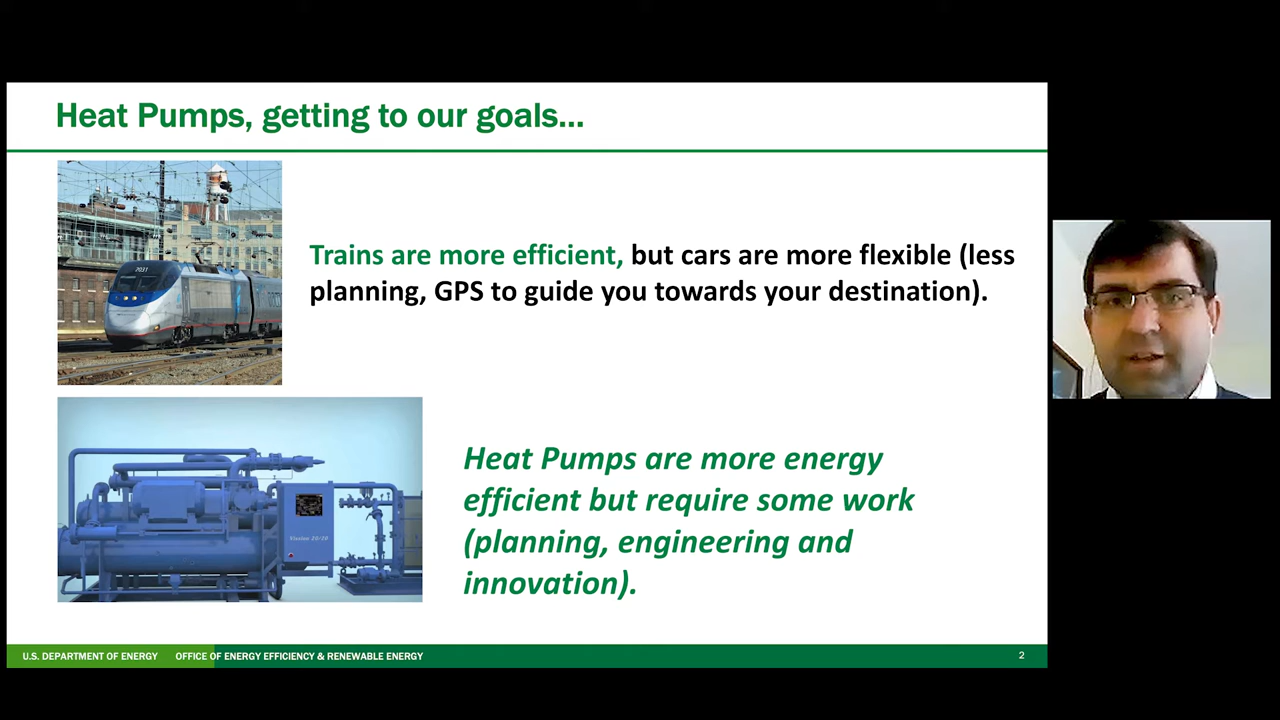 Heat Pumps, getting to our goals...
7031
Trains are more efficient, but cars are more flexible (less
planning, GPS to guide you towards your destination).
Heat Pumps are more energy
efficient but require some work
(planning, engineering and
innovation).
U.S. DEPARTMENT OF ENERGY OFFICE OF ENERGY EFFICIENCY & RENEWABLE ENERGY 2